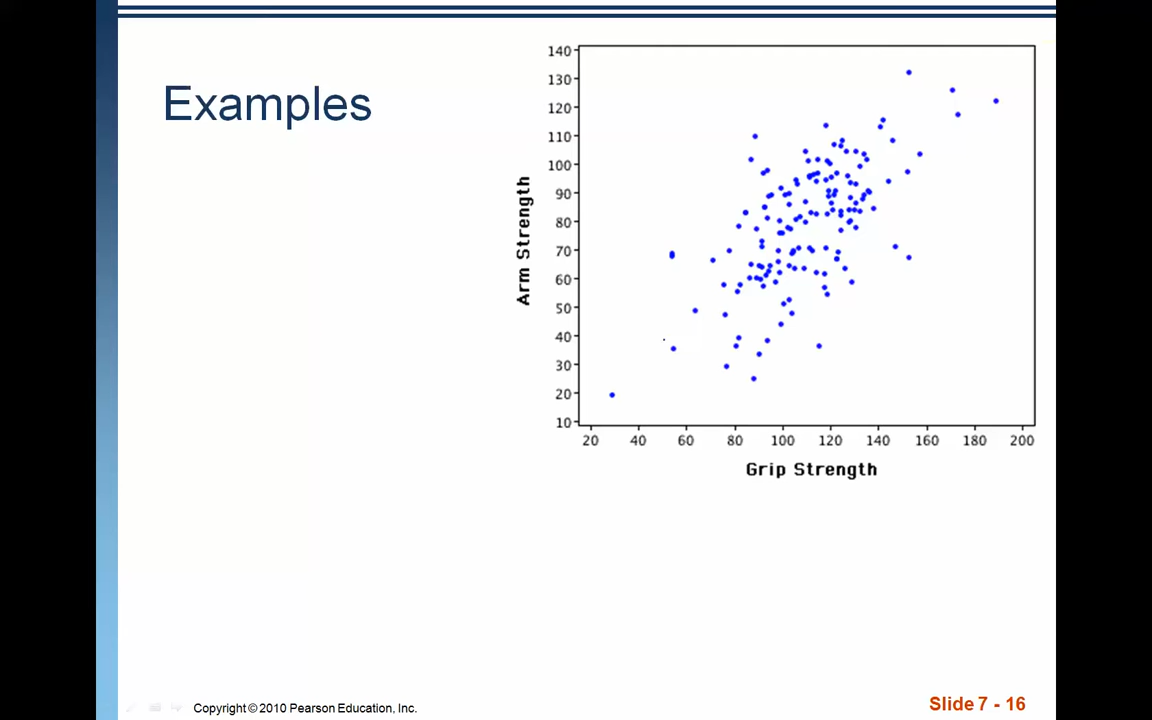 Examples
140
130
120
110
100
90
80
70
60
50
40
30
20
10
Arm Strength
20 40 60 80 100 120 140 160 180 200
Grip Strength
Copyright © 2010 Pearson Education, Inc.
Slide 7 - 16